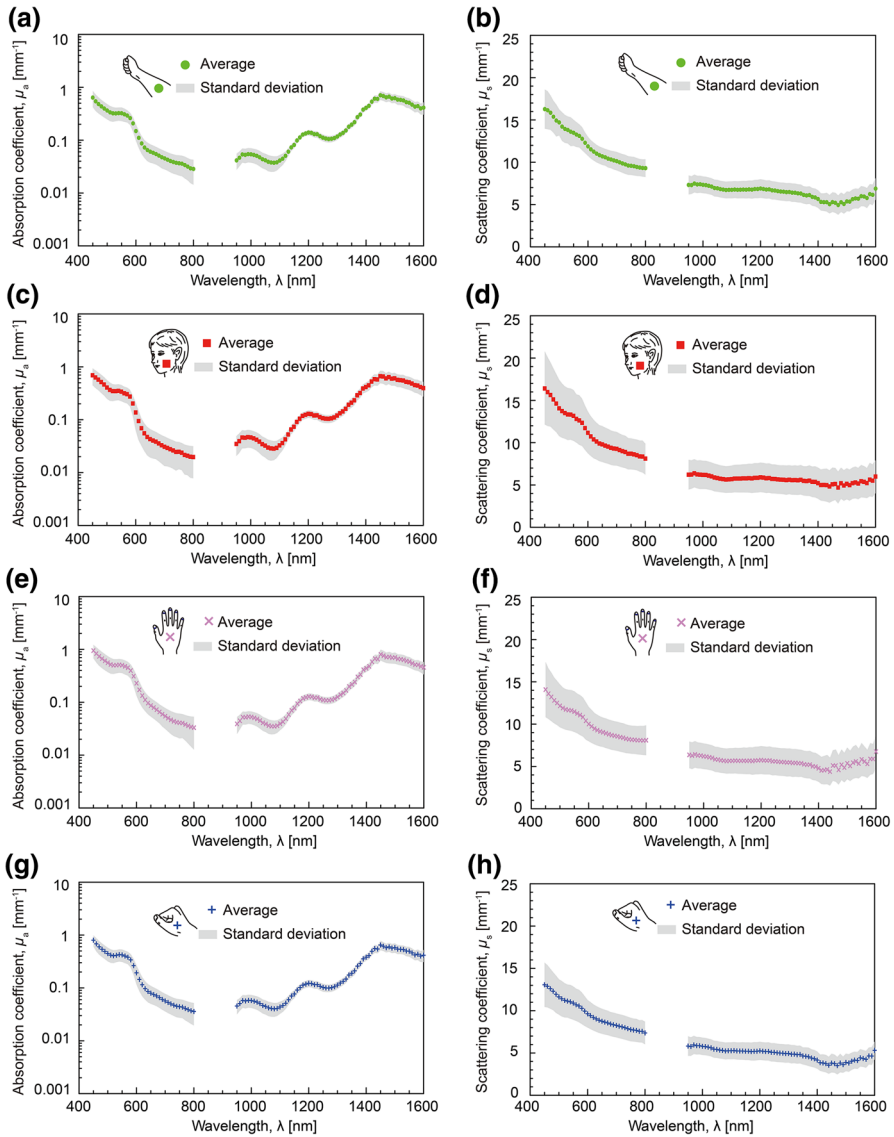 (a)
Absorption coefficient, μa [mm⁻¹]
10
1
0.1
0.01
0.001
Average
Standard deviation
400 600 800 1000 1200 1400 1600
Wavelength, λ [nm]
(b)
Scattering coefficient, μs [mm⁻¹]
25
20
15
10
5
0
Average
Standard deviation
400 600 800 1000 1200 1400 1600
Wavelength, λ [nm]
(c)
Absorption coefficient, μa [mm⁻¹]
10
1
0.1
0.01
0.001
Average
Standard deviation
400 600 800 1000 1200 1400 1600
Wavelength, λ [nm]
(d)
Scattering coefficient, μs [mm⁻¹]
25
20
15
10
5
0
Average
Standard deviation
400 600 800 1000 1200 1400 1600
Wavelength, λ [nm]
(e)
Absorption coefficient, μa [mm⁻¹]
10
1
0.1
0.01
0.001
Average
Standard deviation
400 600 800 1000 1200 1400 1600
Wavelength, λ [nm]
(f)
Scattering coefficient, μs [mm⁻¹]
25
20
15
10
5
0
Average
Standard deviation
400 600 800 1000 1200 1400 1600
Wavelength, λ [nm]
(g)
Absorption coefficient, μa [mm⁻¹]
10
1
0.1
0.01
0.001
Average
Standard deviation
400 600 800 1000 1200 1400 1600
Wavelength, λ [nm]
(h)
Scattering coefficient, μs [mm⁻¹]
25
20
15
10
5
0
Average
Standard deviation
400 600 800 1000 1200 1400 1600
Wavelength, λ [nm]